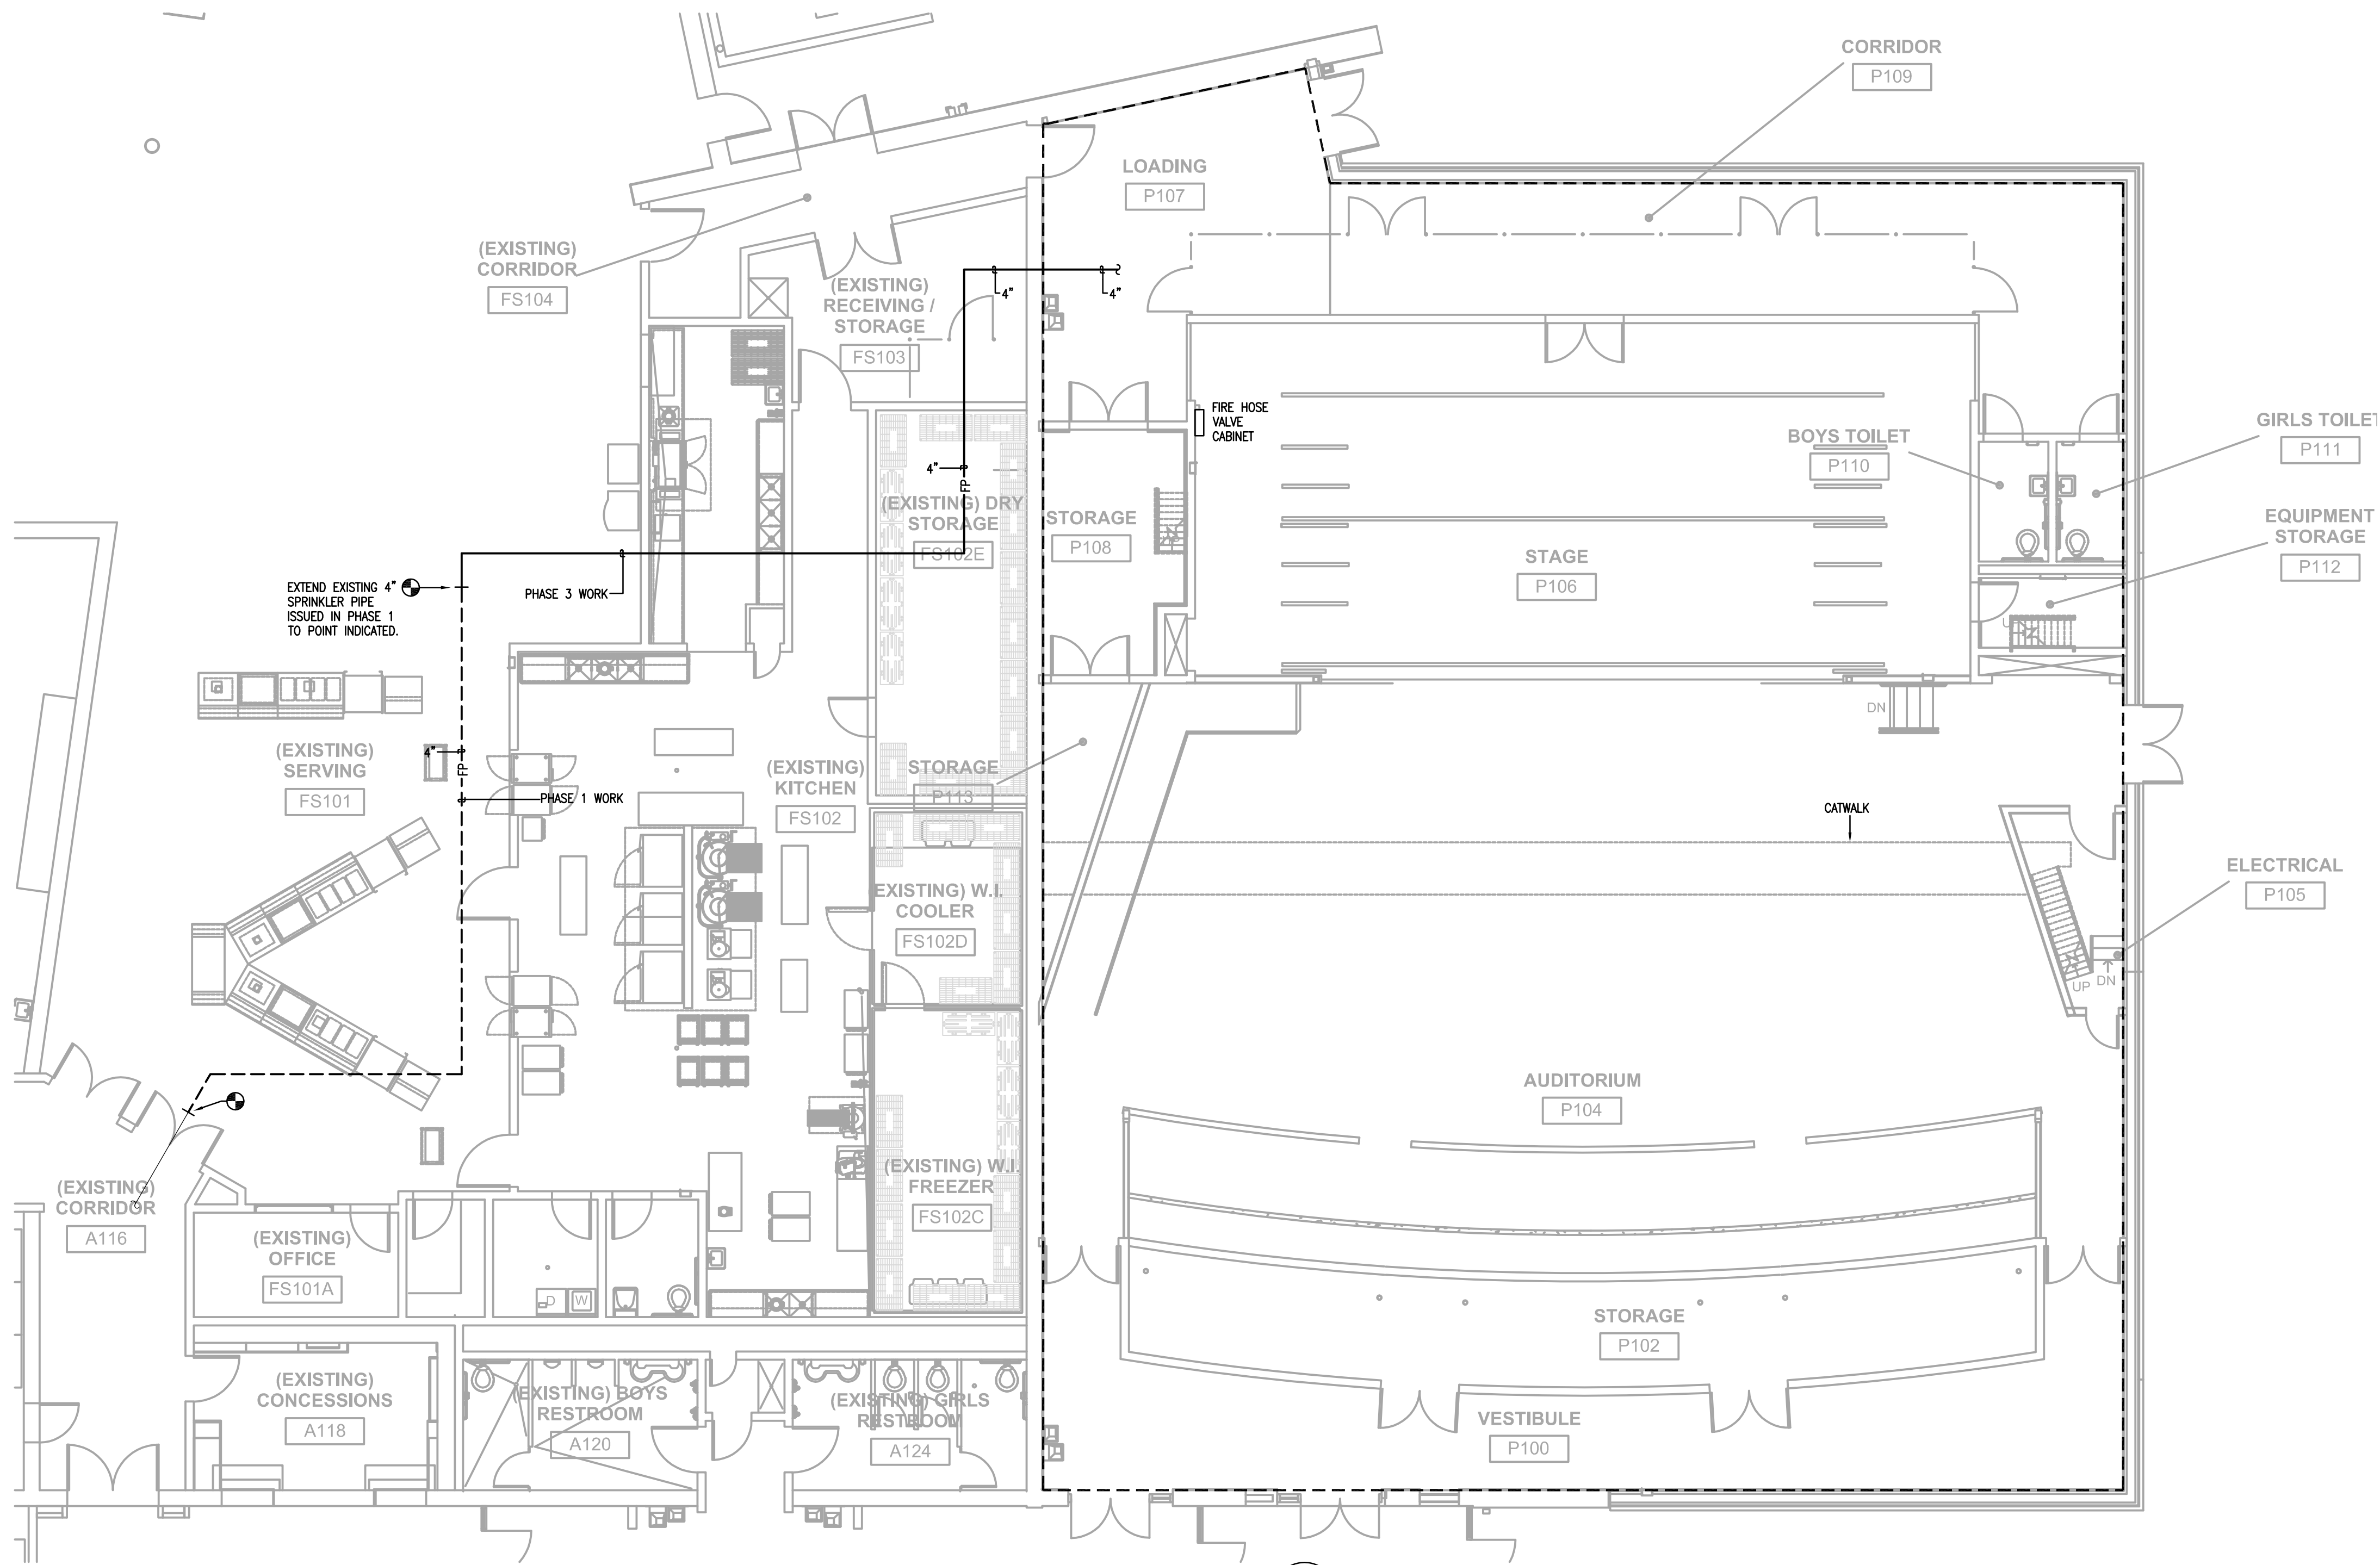 CORRIDOR
P109
LOADING
P107
(EXISTING)
CORRIDOR
FS104
(EXISTING)
RECEIVING /
STORAGE
FS103
4"
4"
FIRE HOSE
VALVE
CABINET
GIRLS TOILET
P111
BOYS TOILET
P110
4"
FP
(EXISTING) DRY
STORAGE
FS102E
STORAGE
P108
EQUIPMENT
STORAGE
P112
STAGE
P106
EXTEND EXISTING 4"
SPRINKLER PIPE
ISSUED IN PHASE 1
TO POINT INDICATED.
PHASE 3 WORK
DN
(EXISTING)
SERVING
FS101
4"
FP
PHASE 1 WORK
(EXISTING)
KITCHEN
FS102
STORAGE
P113
CATWALK
(EXISTING) W.I.
COOLER
FS102D
ELECTRICAL
P105
UP
DN
AUDITORIUM
P104
(EXISTING) W.I.
FREEZER
FS102C
(EXISTING)
CORRIDOR
A116
(EXISTING)
OFFICE
FS101A
D
W
STORAGE
P102
(EXISTING)
CONCESSIONS
A118
(EXISTING) BOYS
RESTROOM
A120
(EXISTING) GIRLS
RESTROOM
A124
VESTIBULE
P100